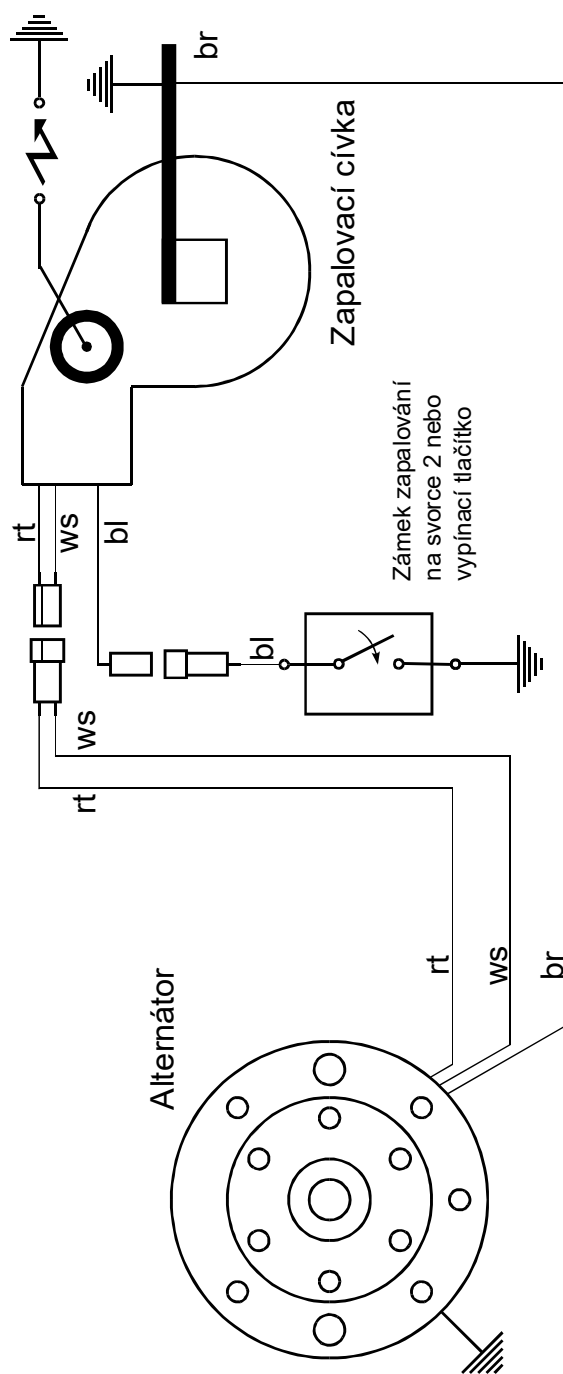 br
Zapalovací cívka
rt
ws
bl
Zámek zapalování
na svorce 2 nebo
vypínací tlačítko
bl
ws
rt
rt
ws
br
Alternátor